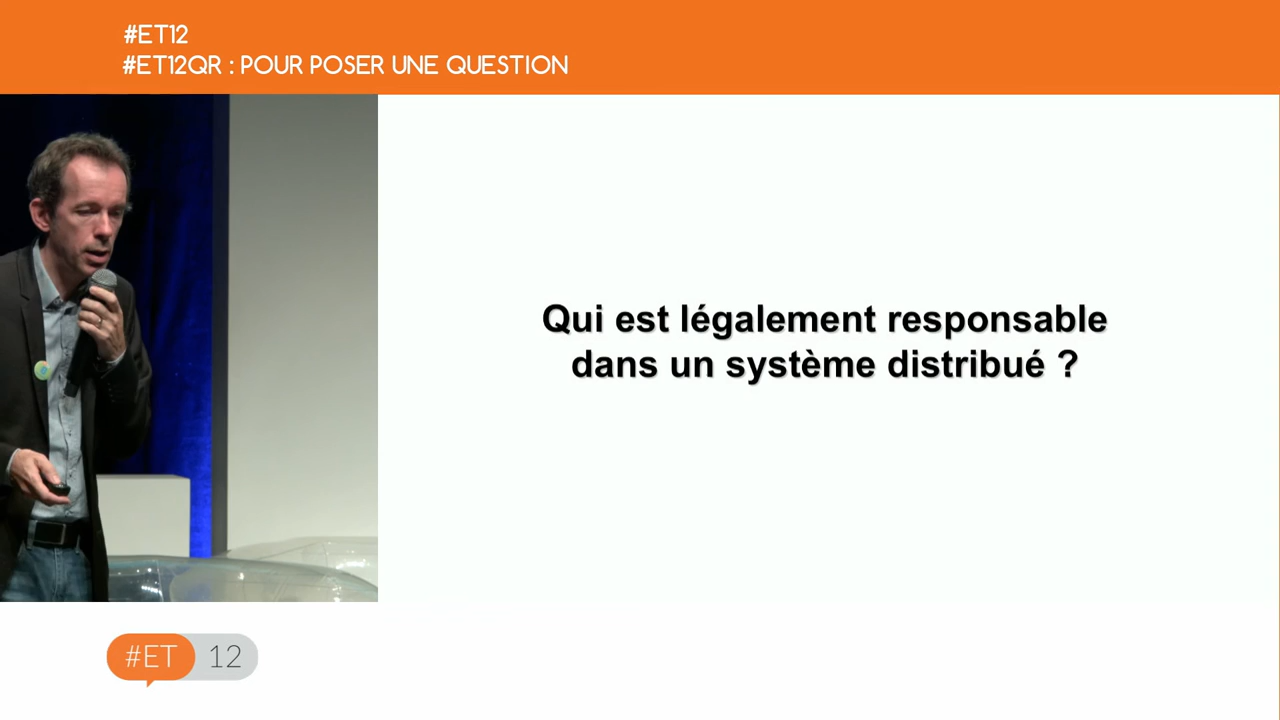 #ET12
#ET12QR : POUR POSER UNE QUESTION
Qui est légalement responsable
dans un système distribué ?
#ET 12